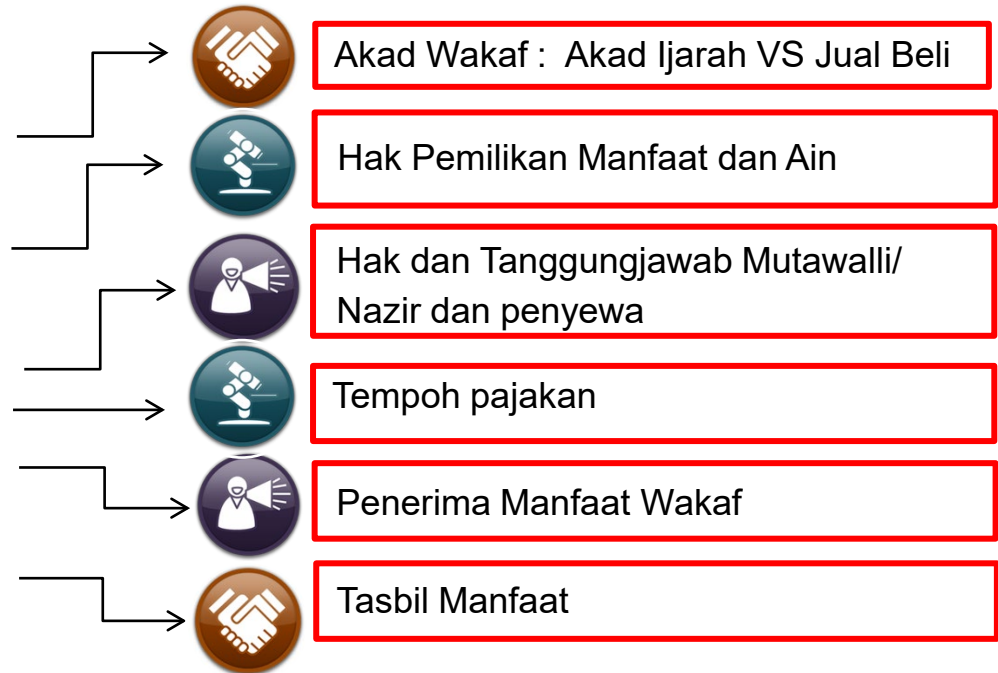 Akad Wakaf : Akad Ijarah VS Jual Beli
Hak Pemilikan Manfaat dan Ain
Hak dan Tanggungjawab Mutawalli/
Nazir dan penyewa
Tempoh pajakan
Penerima Manfaat Wakaf
Tasbil Manfaat